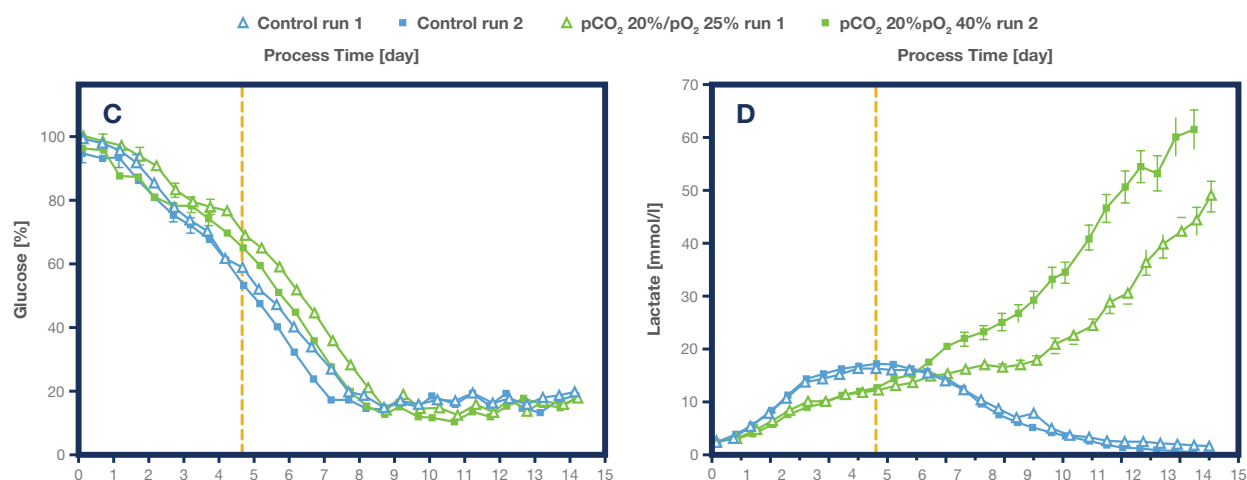 Control run 1 Control run 2 pCO₂ 20%/pO₂ 25% run 1 pCO₂ 20%pO₂ 40% run 2
Process Time [day] Process Time [day]
C
Glucose [%]
100
80
60
40
20
0
0 1 2 3 4 5 6 7 8 9 10 11 12 13 14 15
D
Lactate [mmol/l]
70
60
50
40
30
20
10
0
0 1 2 3 4 5 6 7 8 9 10 11 12 13 14 15